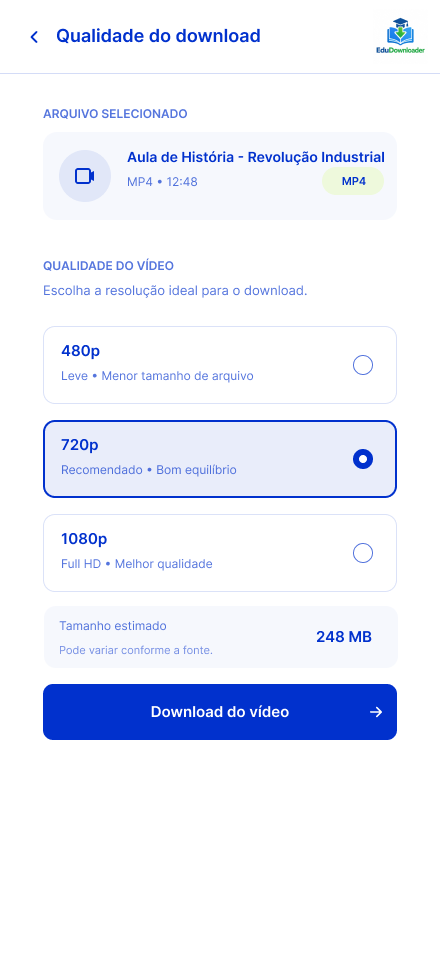 Qualidade do download
EduDownloader
ARQUIVO SELECIONADO
Aula de História - Revolução Industrial
MP4 • 12:48
MP4
QUALIDADE DO VÍDEO
Escolha a resolução ideal para o download.
480p
Leve • Menor tamanho de arquivo
720p
Recomendado • Bom equilíbrio
1080p
Full HD • Melhor qualidade
Tamanho estimado
248 MB
Pode variar conforme a fonte.
Download do vídeo